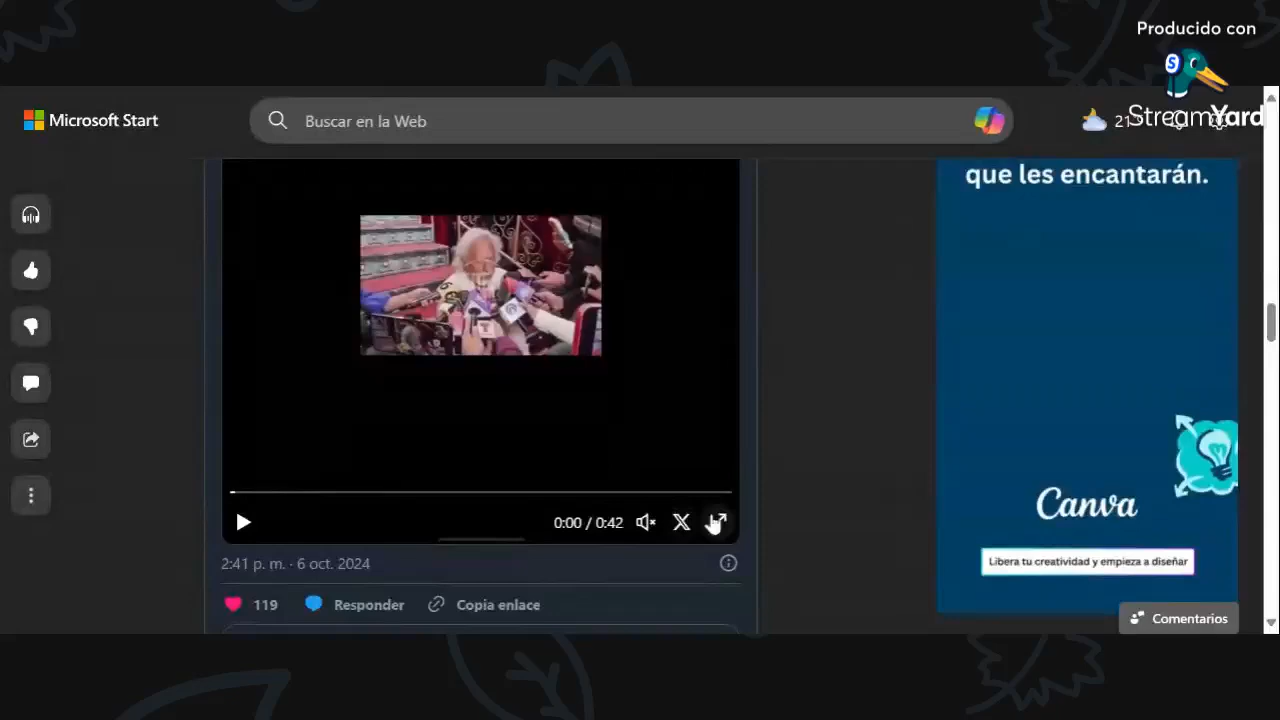 Producido con
StreamYard
Microsoft Start
Buscar en la Web
21
que les encantarán.
0:00 / 0:42
2:41 p. m. · 6 oct. 2024
119
Responder
Copia enlace
Canva
Libera tu creatividad y empieza a diseñar
Comentarios